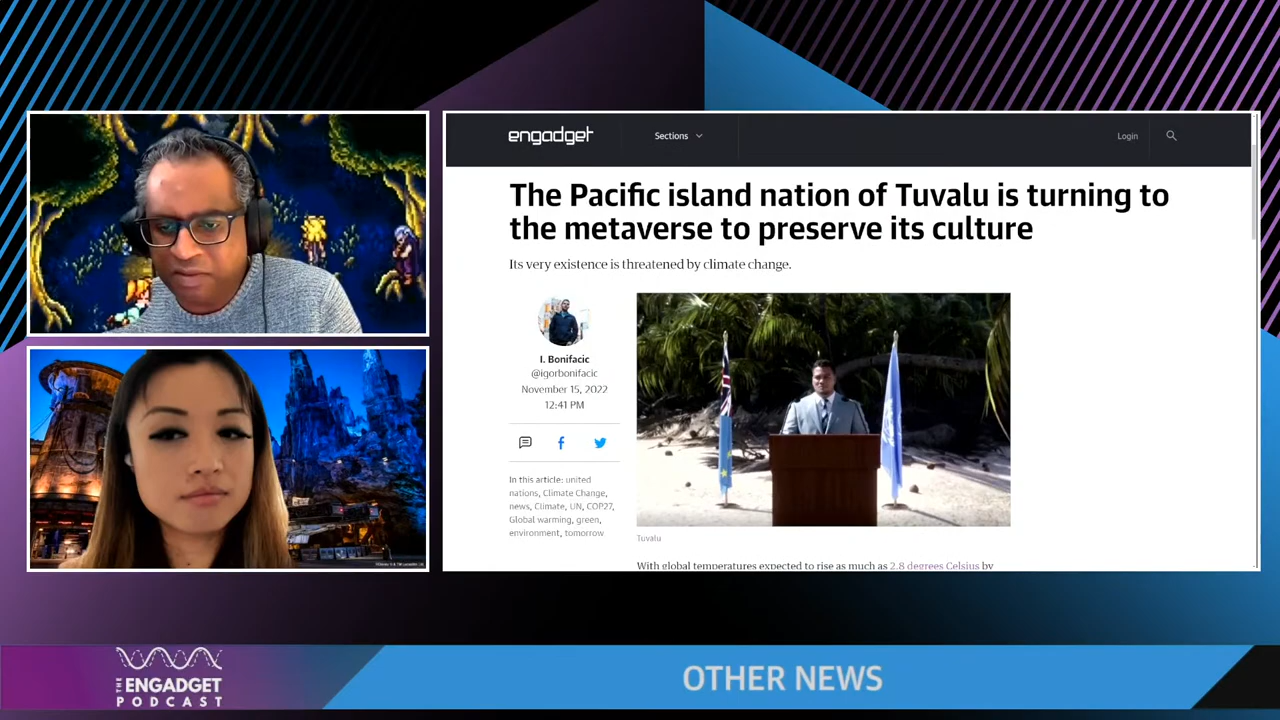 engadget
Sections
Login
The Pacific island nation of Tuvalu is turning to
the metaverse to preserve its culture
Its very existence is threatened by climate change.
I. Bonifacic
@igorbonifacic
November 15, 2022
12:41 PM
In this article: united
nations, Climate Change,
news, Climate, UN, COP27,
Global warming, green,
environment, tomorrow
Tuvalu
With global temperatures expected to rise as much as 2.8 degrees Celsius by
THE
ENGADGET
PODCAST
OTHER NEWS